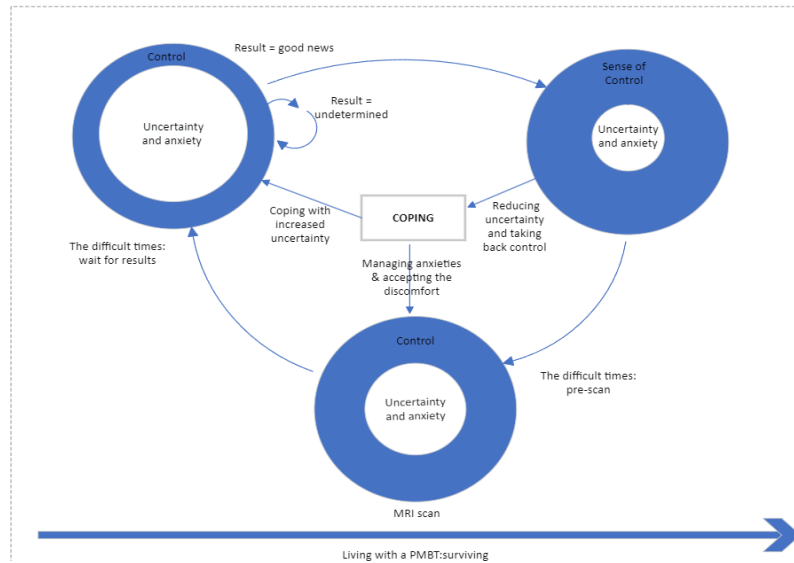 Result = good news
Control
Sense of
Control
Result =
undetermined
Uncertainty
and anxiety
Uncertainty
and anxiety
COPING
Coping with
increased
uncertainty
Reducing
uncertainty
and taking
back control
The difficult times:
wait for results
Managing anxieties
& accepting the
discomfort
Control
The difficult times:
pre-scan
Uncertainty
and anxiety
MRI scan
Living with a PMBT:surviving